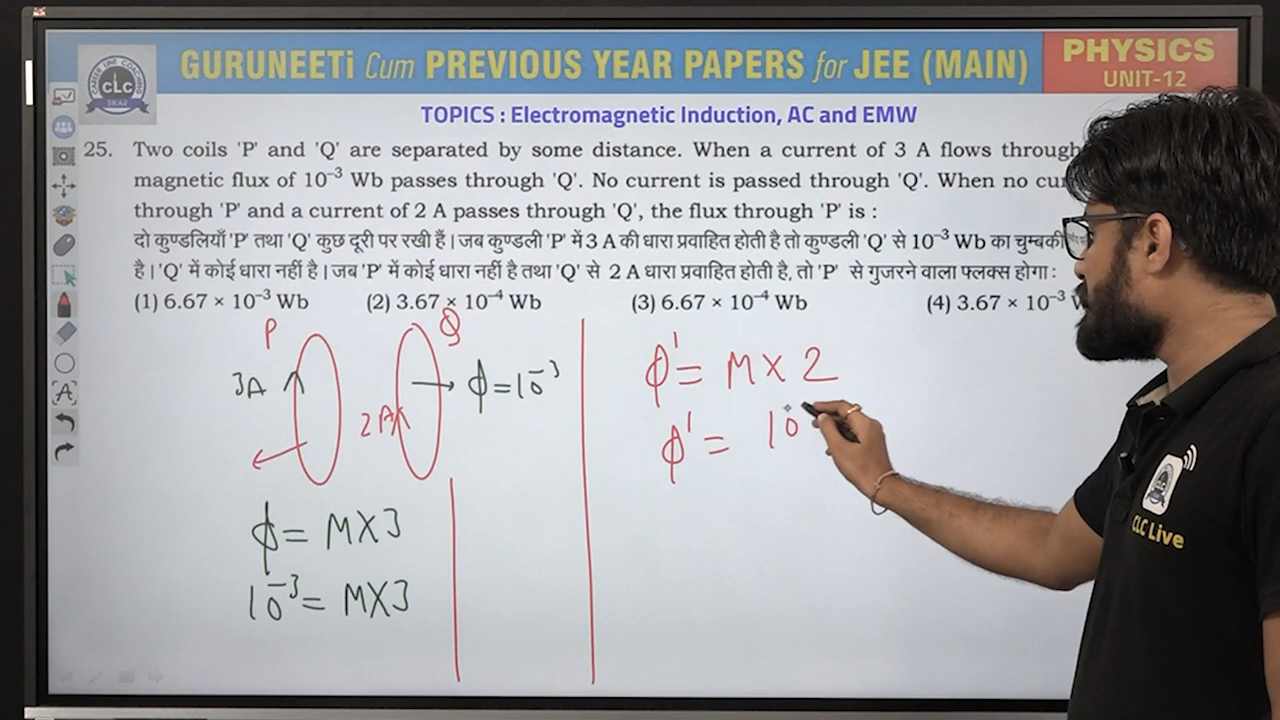 GURUNEETi Cum PREVIOUS YEAR PAPERS for JEE (MAIN)
PHYSICS
UNIT-12
CLC
SIKAR
TOPICS : Electromagnetic Induction, AC and EMW
25. Two coils 'P' and 'Q' are separated by some distance. When a current of 3 A flows through
magnetic flux of 10⁻³ Wb passes through 'Q'. No current is passed through 'Q'. When no
through 'P' and a current of 2 A passes through 'Q', the flux through 'P' is :
दो कुण्डलियाँ 'P' तथा 'Q' कुछ दूरी पर रखी हैं। जब कुण्डली 'P' में 3 A की धारा प्रवाहित होती है तो कुण्डली 'Q' से 10⁻³ Wb का चुम्बकी
है। 'Q' में कोई धारा नहीं है। जब 'P' में कोई धारा नहीं है तथा 'Q' से 2 A धारा प्रवाहित होती है, तो 'P' से गुजरने वाला फ्लक्स होगा :
(1) 6.67 × 10⁻³ Wb (2) 3.67 × 10⁻⁴ Wb (3) 6.67 × 10⁻⁴ Wb (4) 3.67 × 10⁻³
P Q
3A 2A ϕ=10⁻³
ϕ' = M×2
ϕ' = 10
ϕ = M×3
10⁻³ = M×3
CLC Live